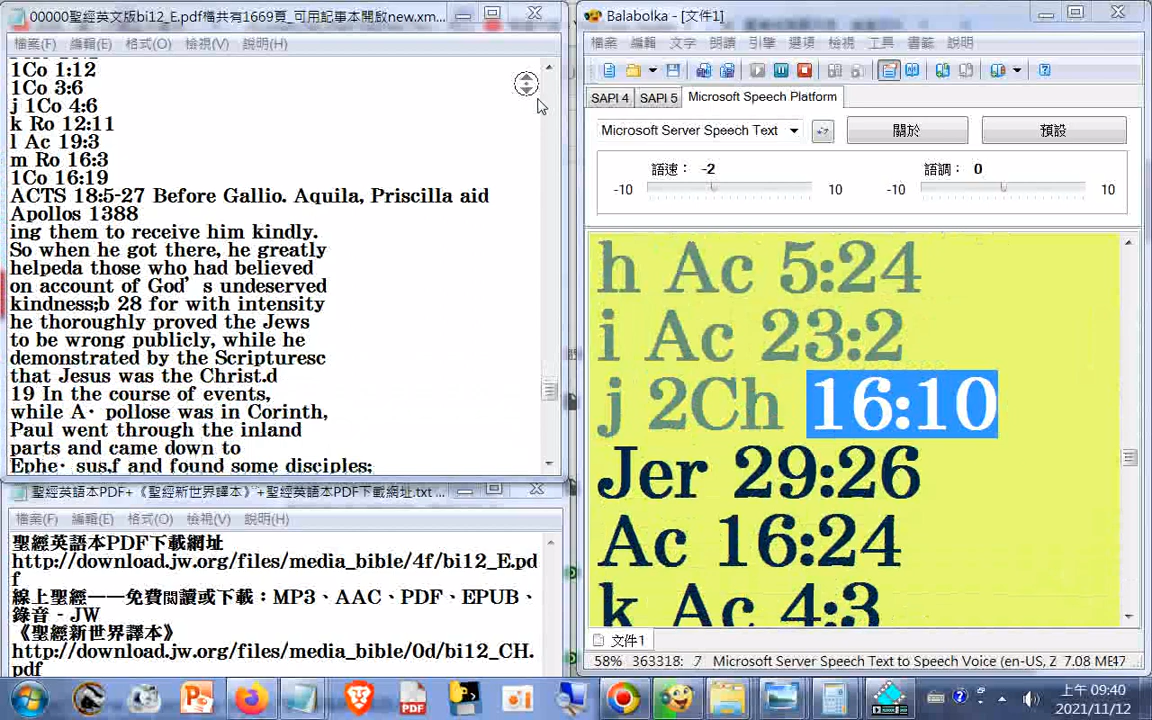 00000聖經英文版bi12_E.pdf檔共有1669頁_可用記事本開啟new.xm...
檔案(F) 編輯(E) 格式(O) 檢視(V) 說明(H)
1Co 1:12
1Co 3:6
j 1Co 4:6
k Ro 12:11
l Ac 19:3
m Ro 16:3
1Co 16:19
ACTS 18:5-27 Before Gallio. Aquila, Priscilla aid
Apollos 1388
ing them to receive him kindly.
So when he got there, he greatly
helpeda those who had believed
on account of God’s undeserved
kindness;b 28 for with intensity
he thoroughly proved the Jews
to be wrong publicly, while he
demonstrated by the Scripturesc
that Jesus was the Christ.d
19 In the course of events,
while A· pollose was in Corinth,
Paul went through the inland
parts and came down to
Ephe· sus,f and found some disciples;
聖經英語本PDF+《聖經新世界譯本》+聖經英語本PDF下載網址.txt ...
檔案(F) 編輯(E) 格式(O) 檢視(V) 說明(H)
聖經英語本PDF下載網址
http://download.jw.org/files/media_bible/4f/bi12_E.pd
f
線上聖經──免費閱讀或下載：MP3、AAC、PDF、EPUB、
錄音 - JW
《聖經新世界譯本》
http://download.jw.org/files/media_bible/0d/bi12_CH.
pdf
Balabolka - [文件1]
檔案 編輯 文字 朗讀 引擎 選項 檢視 工具 書籤 說明
SAPI 4 SAPI 5 Microsoft Speech Platform
Microsoft Server Speech Text 關於 預設
語速： -2 語調： 0
-10 10 -10 10
h Ac 5:24
i Ac 23:2
j 2Ch 16:10
Jer 29:26
Ac 16:24
k Ac 4:3
文件1
58% 363318: 7 Microsoft Server Speech Text to Speech Voice (en-US, Z 7.08 ME47
PDF
上午 09:40
2021/11/12